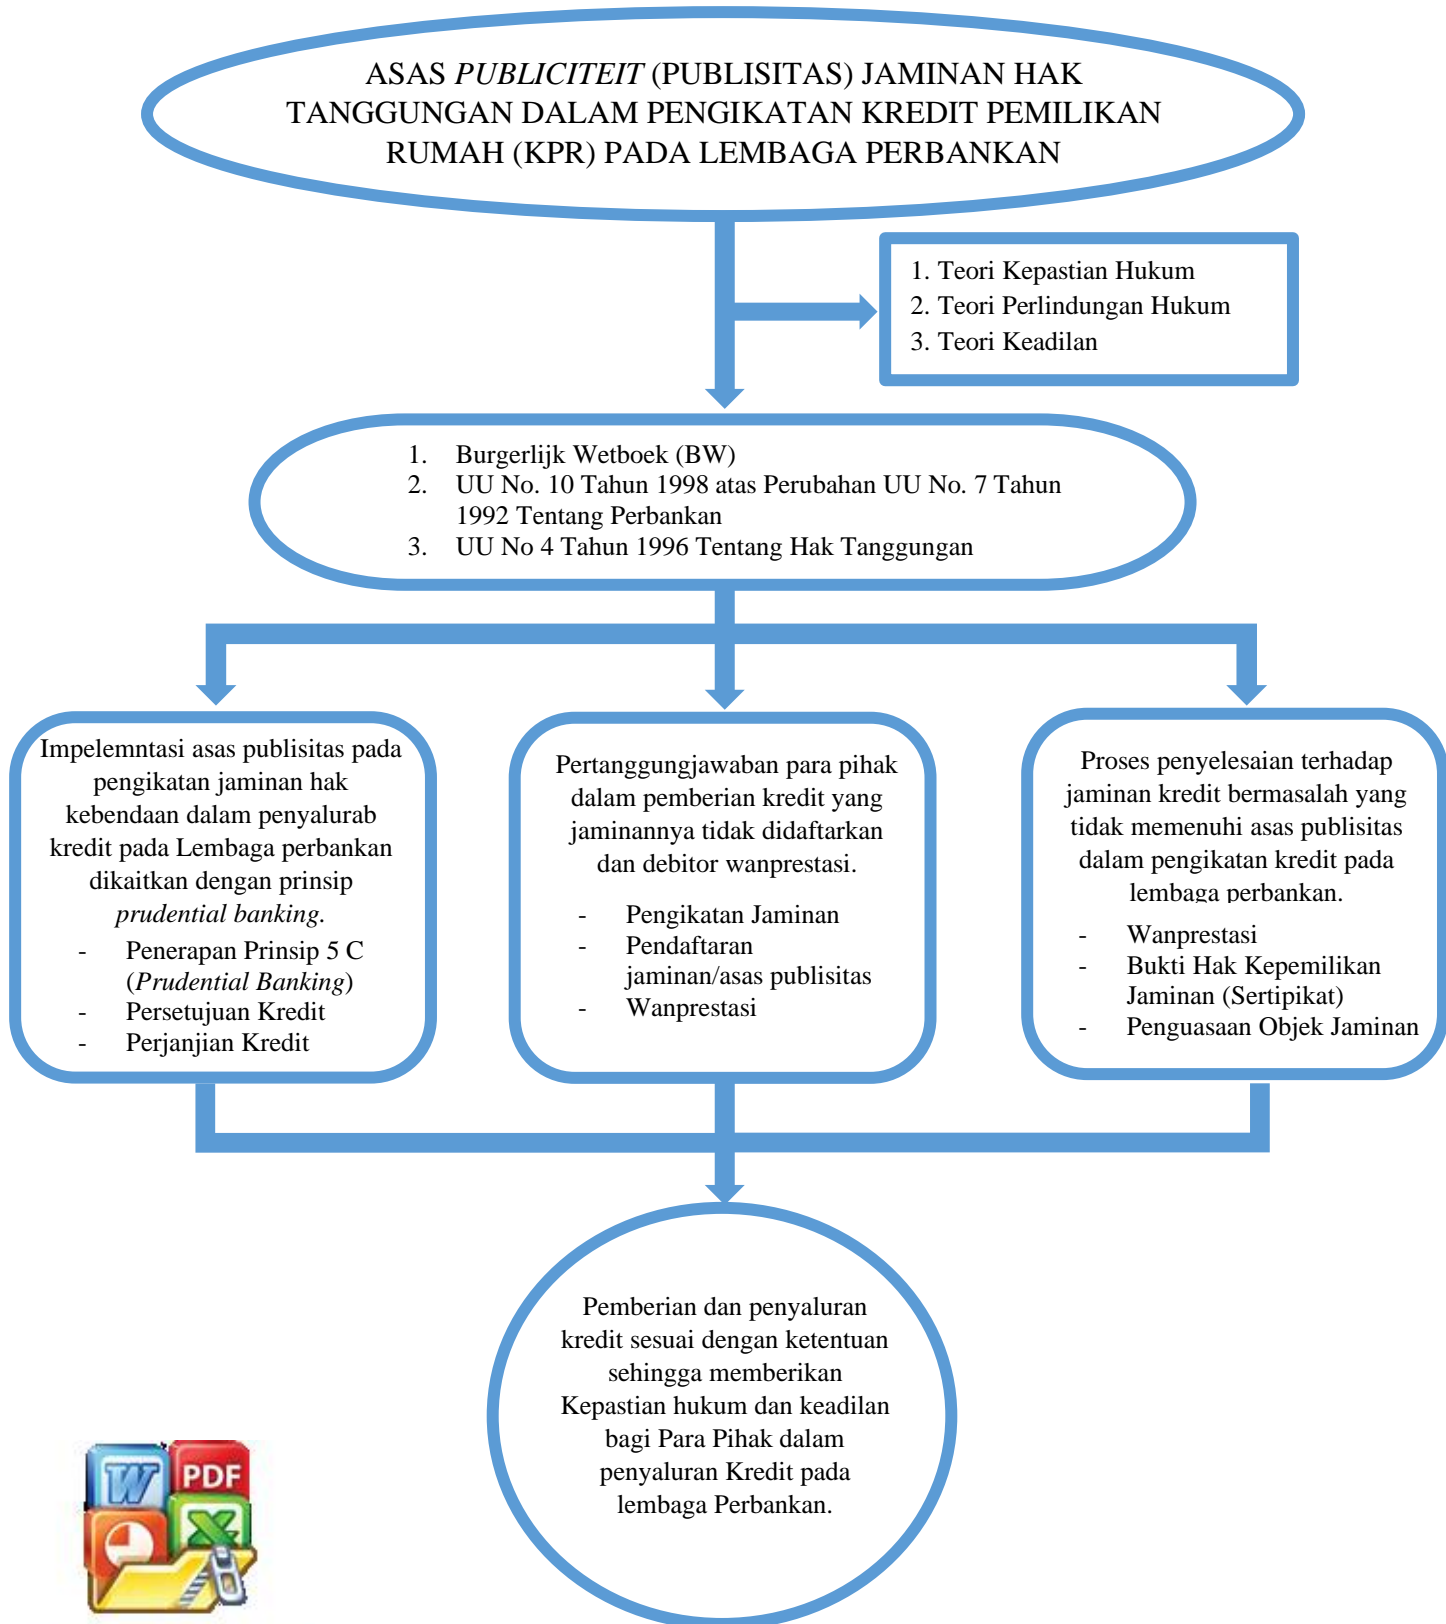 ASAS PUBLICITEIT (PUBLISITAS) JAMINAN HAK
TANGGUNGAN DALAM PENGIKATAN KREDIT PEMILIKAN
RUMAH (KPR) PADA LEMBAGA PERBANKAN
1. Teori Kepastian Hukum
2. Teori Perlindungan Hukum
3. Teori Keadilan
1. Burgerlijk Wetboek (BW)
2. UU No. 10 Tahun 1998 atas Perubahan UU No. 7 Tahun
1992 Tentang Perbankan
3. UU No 4 Tahun 1996 Tentang Hak Tanggungan
Impelemntasi asas publisitas pada
pengikatan jaminan hak
kebendaan dalam penyalurab
kredit pada Lembaga perbankan
dikaitkan dengan prinsip
prudential banking.
- Penerapan Prinsip 5 C
(Prudential Banking)
- Persetujuan Kredit
- Perjanjian Kredit
Pertanggungjawaban para pihak
dalam pemberian kredit yang
jaminannya tidak didaftarkan
dan debitor wanprestasi.
- Pengikatan Jaminan
- Pendaftaran
jaminan/asas publisitas
- Wanprestasi
Proses penyelesaian terhadap
jaminan kredit bermasalah yang
tidak memenuhi asas publisitas
dalam pengikatan kredit pada
lembaga perbankan.
- Wanprestasi
- Bukti Hak Kepemilikan
Jaminan (Sertipikat)
- Penguasaan Objek Jaminan
Pemberian dan penyaluran
kredit sesuai dengan ketentuan
sehingga memberikan
Kepastian hukum dan keadilan
bagi Para Pihak dalam
penyaluran Kredit pada
lembaga Perbankan.
W
PDF
X